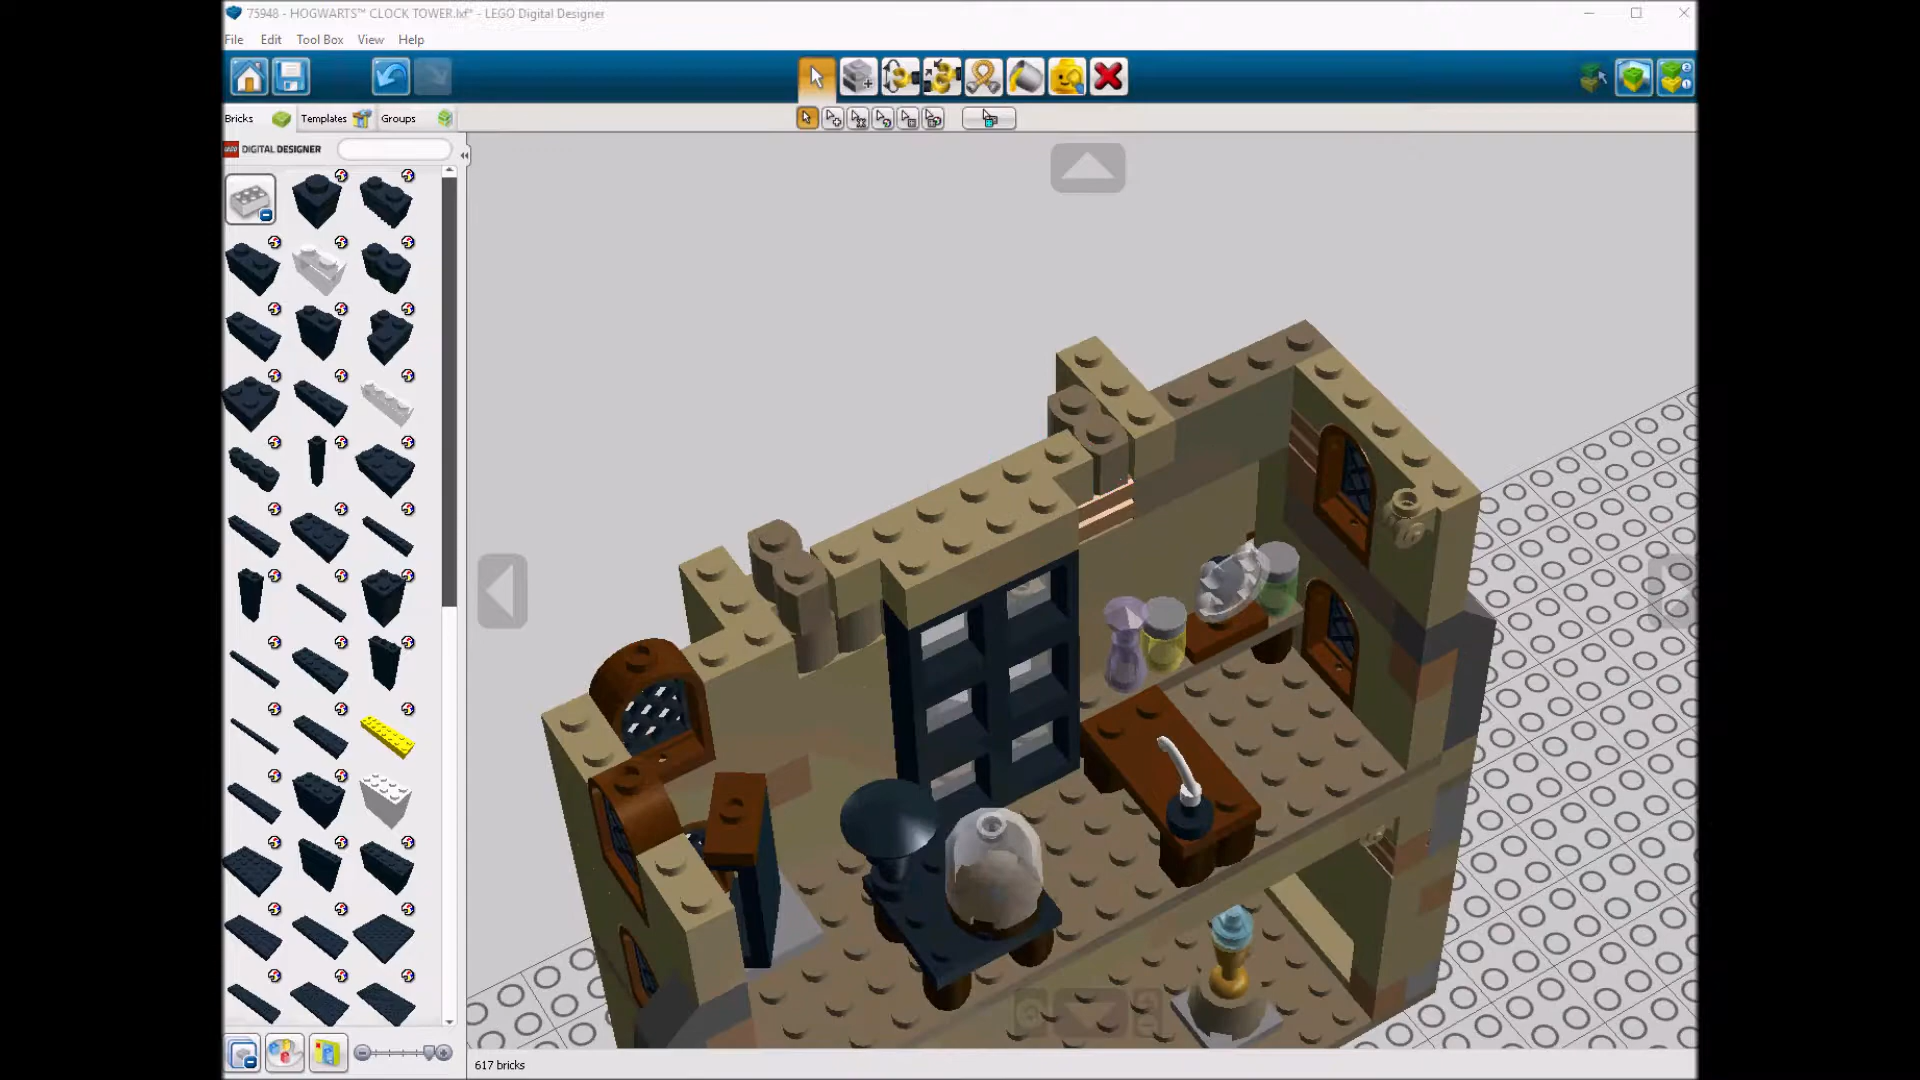 75948 - HOGWARTS™ CLOCK TOWER.lxf* - LEGO Digital Designer
File Edit Tool Box View Help
Bricks Templates Groups
LEGO DIGITAL DESIGNER
617 bricks